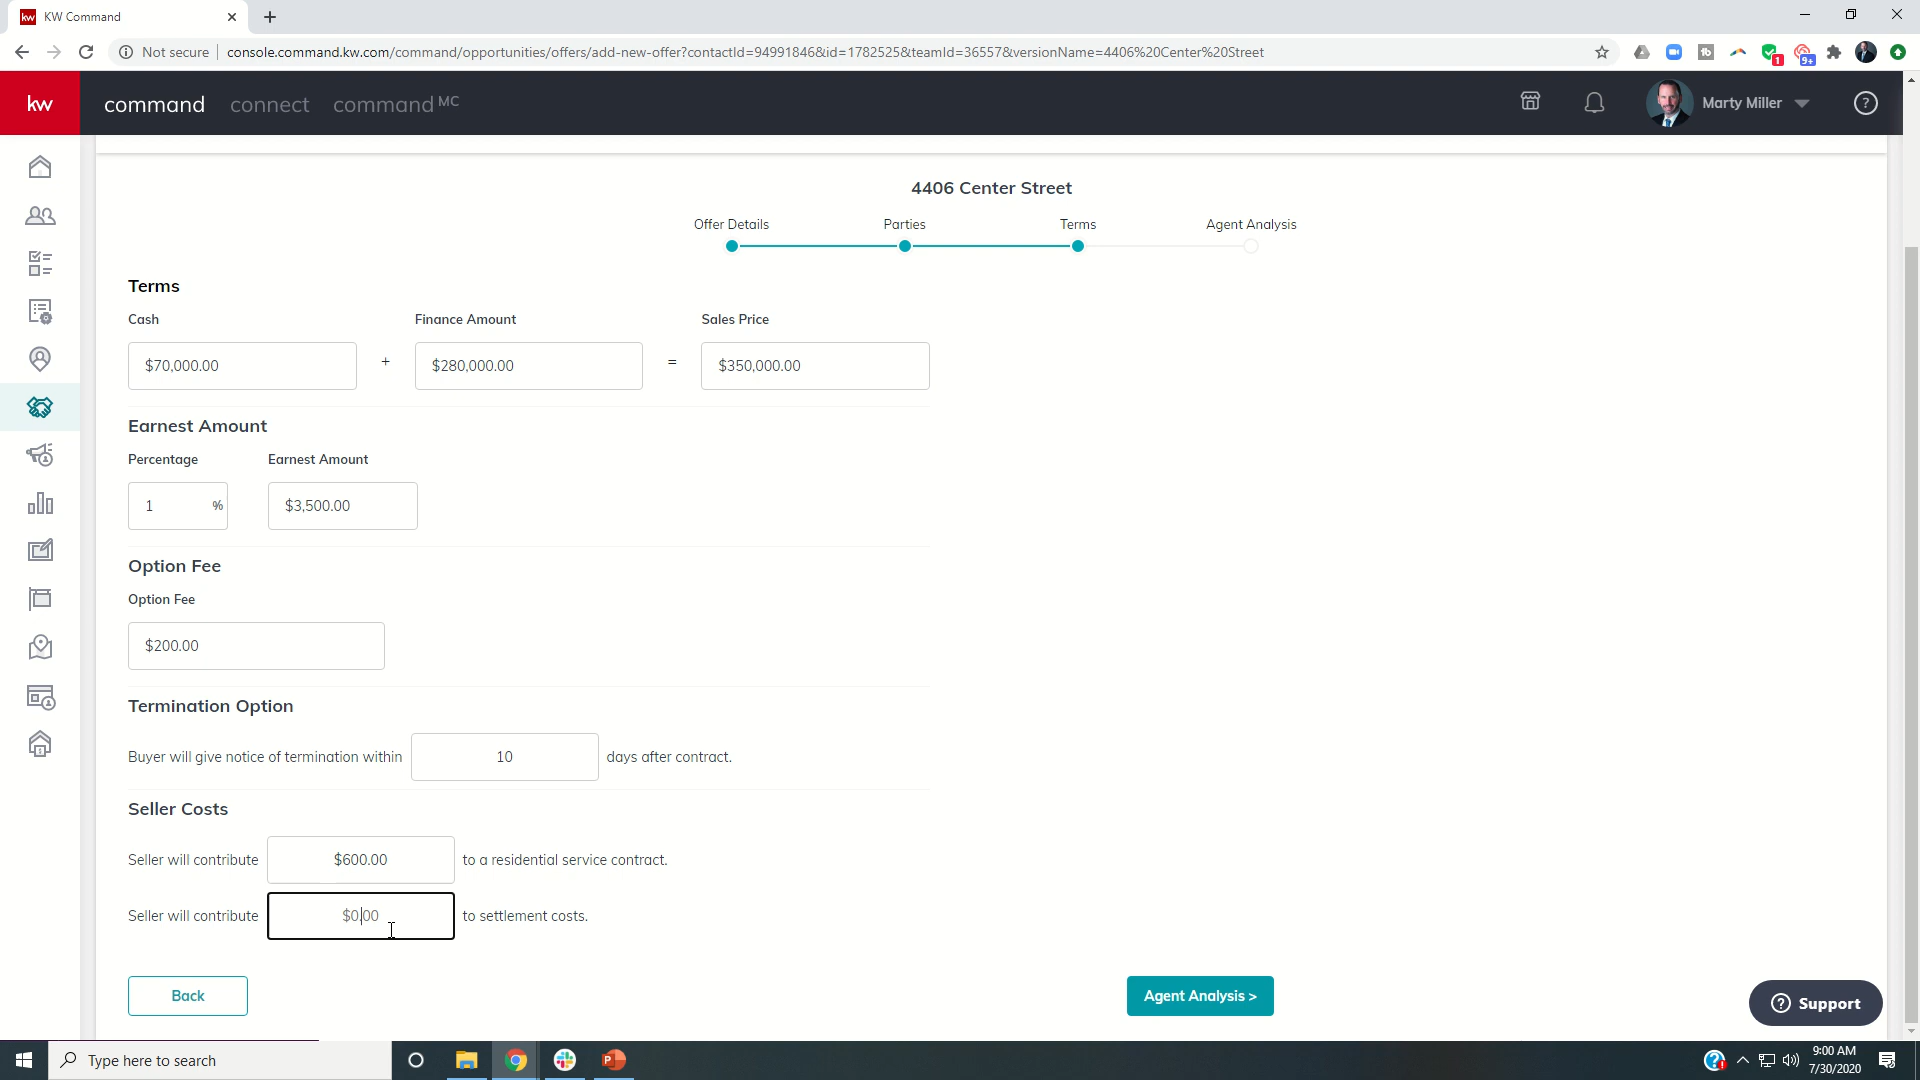 kw KW Command
Not secure console.command.kw.com/command/opportunities/offers/add-new-offer?contactId=94991846&id=1782525&teamId=36557&versionName=4406%20Center%20Street
1
9+
kw command connect command MC
Marty Miller
?
4406 Center Street
Offer Details Parties Terms Agent Analysis
Terms
Cash Finance Amount Sales Price
$70,000.00 + $280,000.00 = $350,000.00
Earnest Amount
Percentage Earnest Amount
1 % $3,500.00
Option Fee
Option Fee
$200.00
Termination Option
Buyer will give notice of termination within 10 days after contract.
Seller Costs
Seller will contribute $600.00 to a residential service contract.
Seller will contribute $0.00 to settlement costs.
Back Agent Analysis >
? Support
Type here to search
9:00 AM
7/30/2020